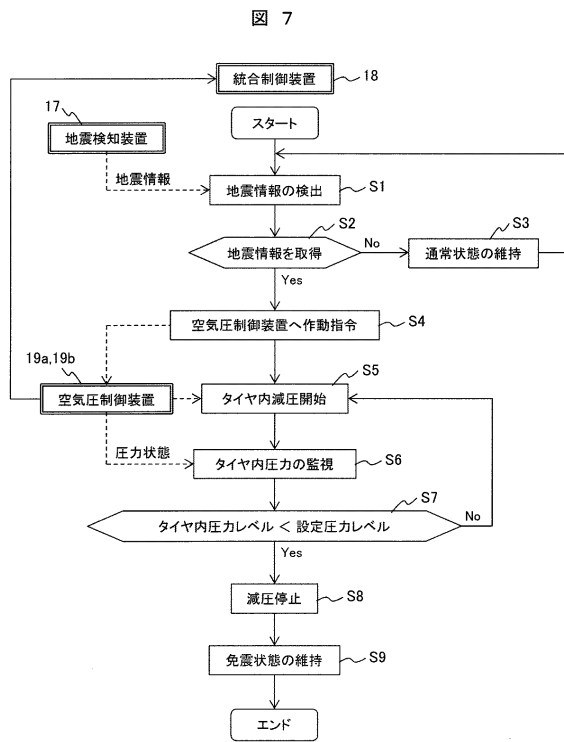 図 7
統合制御装置
18
17
地震検知装置
スタート
地震情報
地震情報の検出
S1
S2
地震情報を取得
No
S3
通常状態の維持
Yes
空気圧制御装置へ作動指令
S4
19a,19b
空気圧制御装置
S5
タイヤ内減圧開始
圧力状態
タイヤ内圧力の監視
S6
S7
タイヤ内圧力レベル < 設定圧力レベル
No
Yes
減圧停止
S8
免震状態の維持
S9
エンド